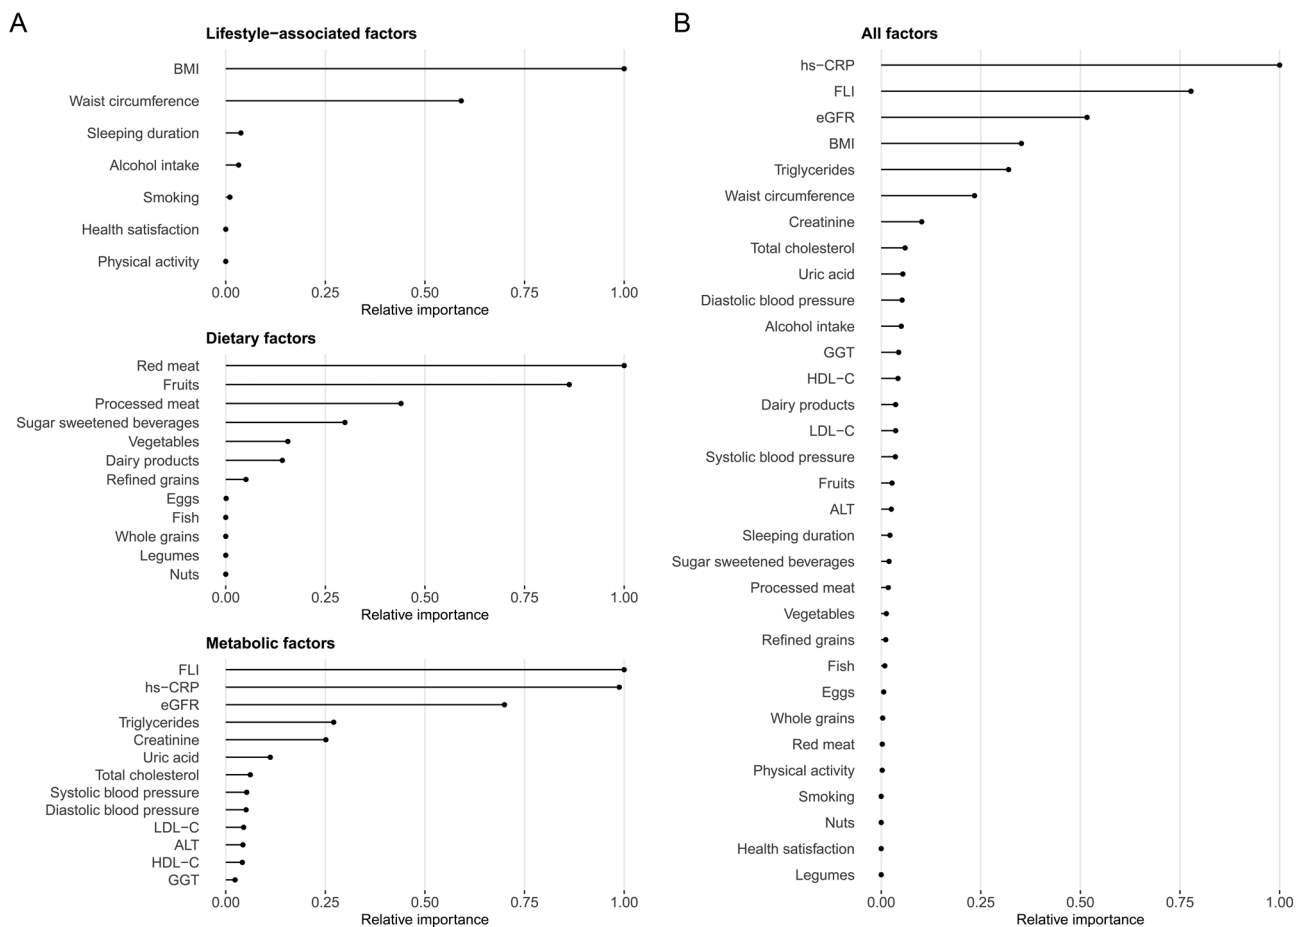 A
Lifestyle−associated factors
BMI
Waist circumference
Sleeping duration
Alcohol intake
Smoking
Health satisfaction
Physical activity
0.00 0.25 0.50 0.75 1.00
Relative importance
Dietary factors
Red meat
Fruits
Processed meat
Sugar sweetened beverages
Vegetables
Dairy products
Refined grains
Eggs
Fish
Whole grains
Legumes
Nuts
0.00 0.25 0.50 0.75 1.00
Relative importance
Metabolic factors
FLI
hs−CRP
eGFR
Triglycerides
Creatinine
Uric acid
Total cholesterol
Systolic blood pressure
Diastolic blood pressure
LDL−C
ALT
HDL−C
GGT
0.00 0.25 0.50 0.75 1.00
Relative importance
B
All factors
hs−CRP
FLI
eGFR
BMI
Triglycerides
Waist circumference
Creatinine
Total cholesterol
Uric acid
Diastolic blood pressure
Alcohol intake
GGT
HDL−C
Dairy products
LDL−C
Systolic blood pressure
Fruits
ALT
Sleeping duration
Sugar sweetened beverages
Processed meat
Vegetables
Refined grains
Fish
Eggs
Whole grains
Red meat
Physical activity
Smoking
Nuts
Health satisfaction
Legumes
0.00 0.25 0.50 0.75 1.00
Relative importance